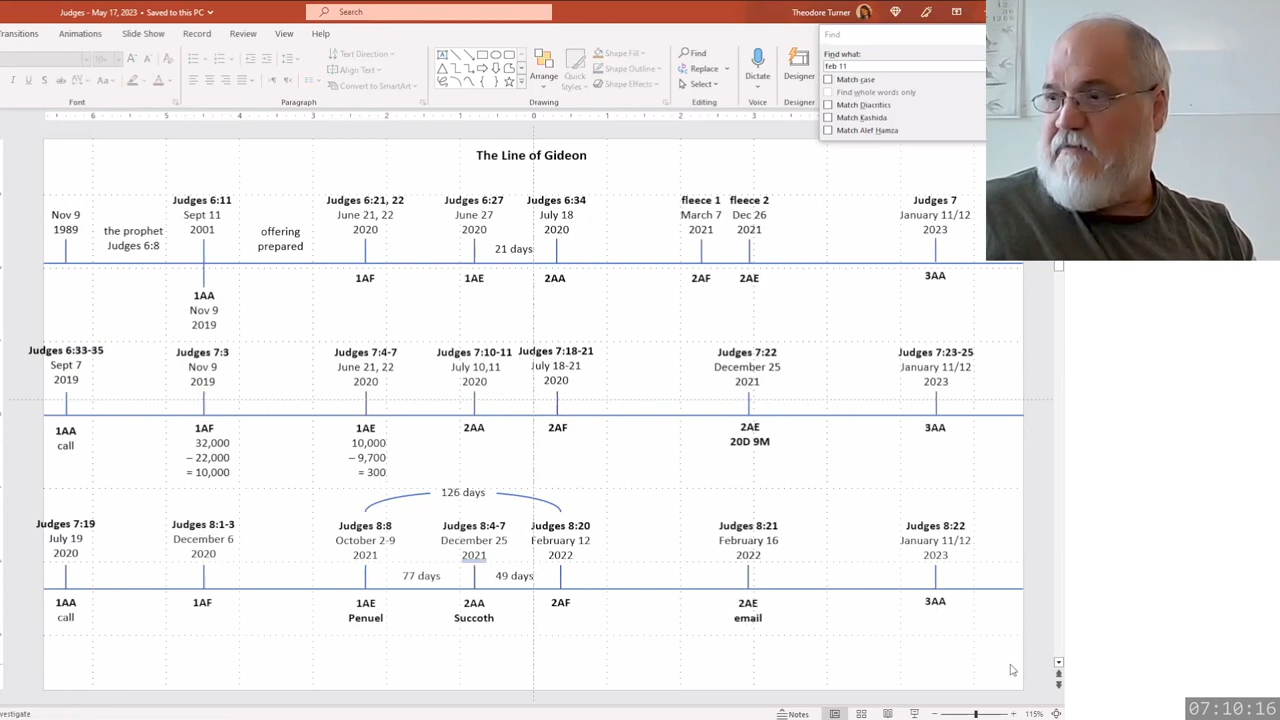 Judges - May 17, 2023 • Saved to this PC
Search
Theodore Turner
Transitions Animations Slide Show Record Review View Help
Text Direction
Align Text
Convert to SmartArt
Arrange
Quick Styles
Shape Fill
Shape Outline
Shape Effects
Find
Replace
Select
Dictate
Designer
Font Paragraph Drawing Editing Voice Designer
Find
Find what:
feb 11
Match case
Find whole words only
Match Diacritics
Match Kashida
Match Alef Hamza
6 5 4 3 2 1 0 1 2 3
The Line of Gideon
Nov 9
1989
the prophet
Judges 6:8
Judges 6:11
Sept 11
2001
offering
prepared
Judges 6:21, 22
June 21, 22
2020
Judges 6:27
June 27
2020
21 days
Judges 6:34
July 18
2020
fleece 1
March 7
2021
fleece 2
Dec 26
2021
Judges 7
January 11/12
2023
1AA
Nov 9
2019
1AF
1AE
2AA
2AF
2AE
3AA
Judges 6:33-35
Sept 7
2019
Judges 7:3
Nov 9
2019
Judges 7:4-7
June 21, 22
2020
Judges 7:10-11
July 10,11
2020
Judges 7:18-21
July 18-21
2020
Judges 7:22
December 25
2021
Judges 7:23-25
January 11/12
2023
1AA
call
1AF
32,000
– 22,000
= 10,000
1AE
10,000
– 9,700
= 300
2AA
2AF
2AE
20D 9M
3AA
126 days
Judges 7:19
July 19
2020
Judges 8:1-3
December 6
2020
Judges 8:8
October 2-9
2021
77 days
Judges 8:4-7
December 25
2021
49 days
Judges 8:20
February 12
2022
Judges 8:21
February 16
2022
Judges 8:22
January 11/12
2023
1AA
call
1AF
1AE
Penuel
2AA
Succoth
2AF
2AE
email
3AA
vestigate
Notes
115%
07:10:16